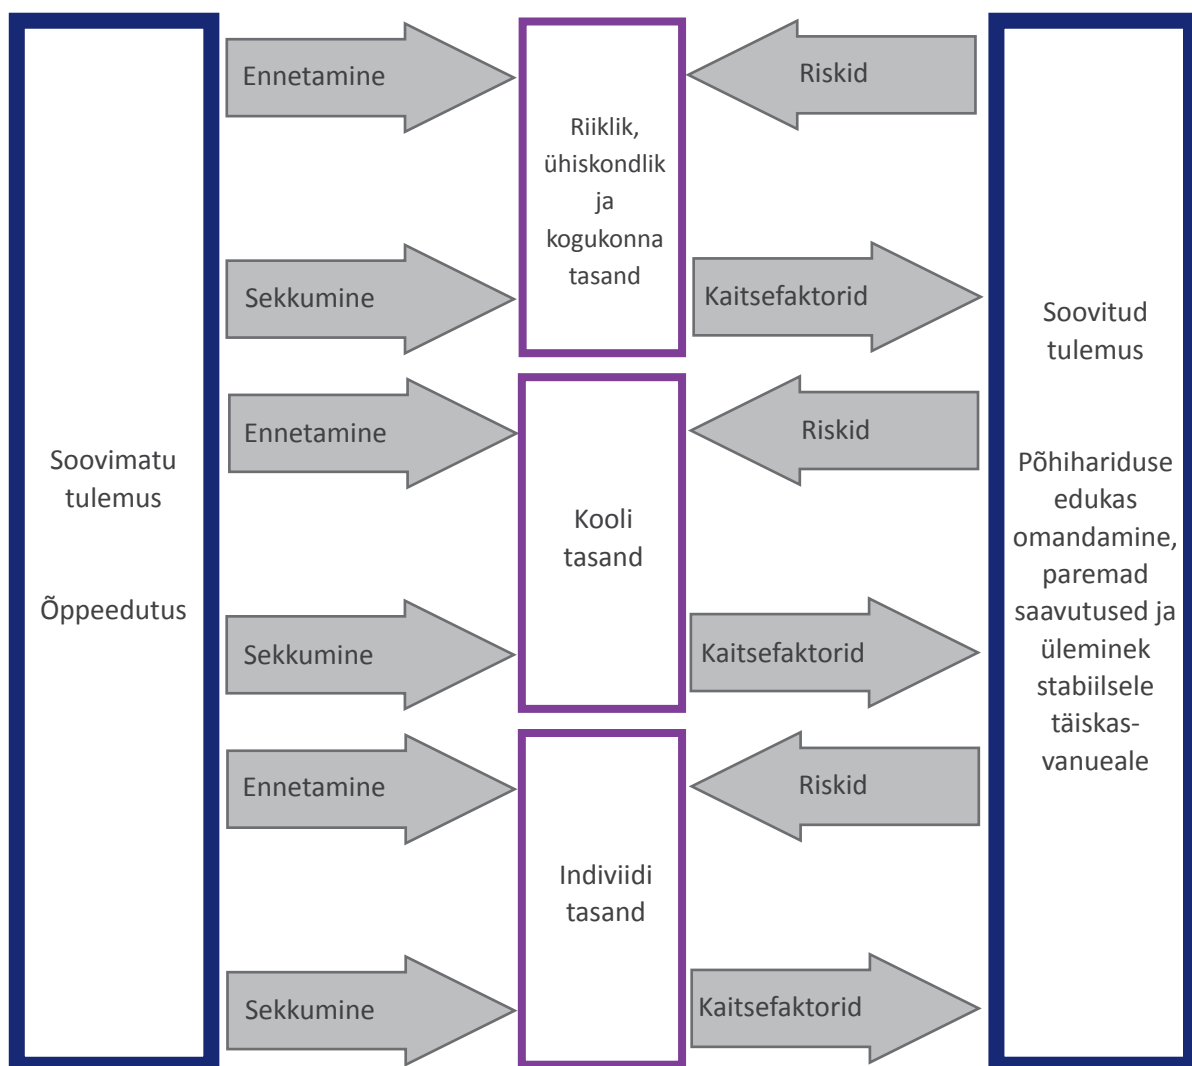 Soovimatu
tulemus
Õppeedutus
Ennetamine
Riskid
Riiklik,
ühiskondlik
ja
kogukonna
tasand
Sekkumine
Kaitsefaktorid
Ennetamine
Riskid
Kooli
tasand
Sekkumine
Kaitsefaktorid
Ennetamine
Riskid
Indiviidi
tasand
Sekkumine
Kaitsefaktorid
Soovitud
tulemus
Põhihariduse
edukas
omandamine,
paremad
saavutused ja
üleminek
stabiilsele
täiskas-
vanueale